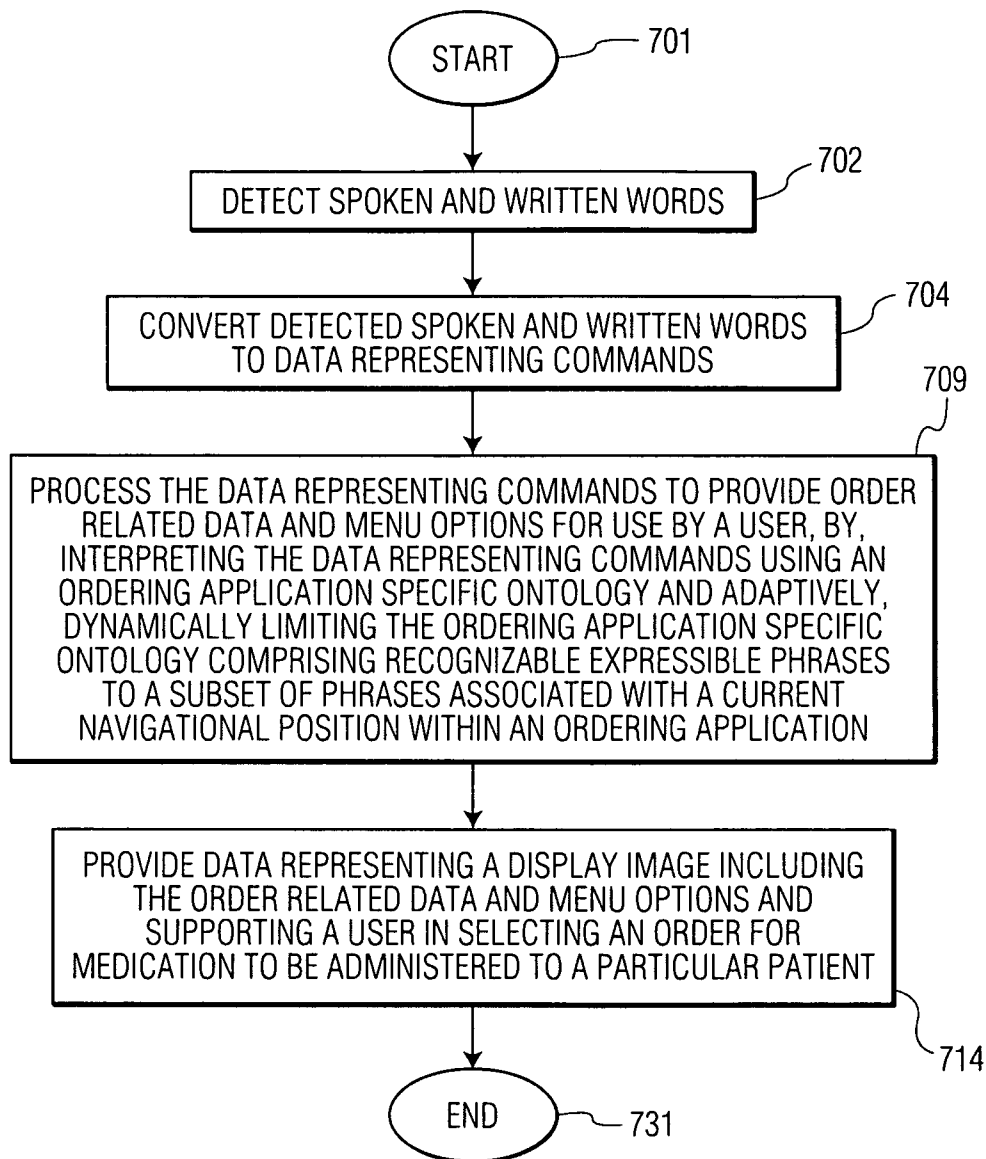 START
701
702
DETECT SPOKEN AND WRITTEN WORDS
704
CONVERT DETECTED SPOKEN AND WRITTEN WORDS
TO DATA REPRESENTING COMMANDS
709
PROCESS THE DATA REPRESENTING COMMANDS TO PROVIDE ORDER
RELATED DATA AND MENU OPTIONS FOR USE BY A USER, BY,
INTERPRETING THE DATA REPRESENTING COMMANDS USING AN
ORDERING APPLICATION SPECIFIC ONTOLOGY AND ADAPTIVELY,
DYNAMICALLY LIMITING THE ORDERING APPLICATION SPECIFIC
ONTOLOGY COMPRISING RECOGNIZABLE EXPRESSIBLE PHRASES
TO A SUBSET OF PHRASES ASSOCIATED WITH A CURRENT
NAVIGATIONAL POSITION WITHIN AN ORDERING APPLICATION
PROVIDE DATA REPRESENTING A DISPLAY IMAGE INCLUDING
THE ORDER RELATED DATA AND MENU OPTIONS AND
SUPPORTING A USER IN SELECTING AN ORDER FOR
MEDICATION TO BE ADMINISTERED TO A PARTICULAR PATIENT
714
END
731